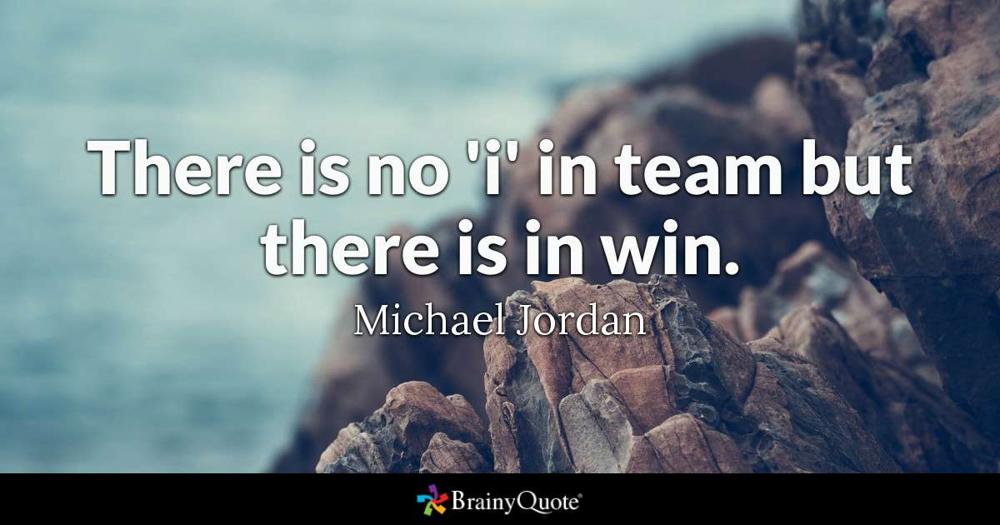 There is no 'i' in team but
there is in win.
Michael Jordan
BrainyQuote®